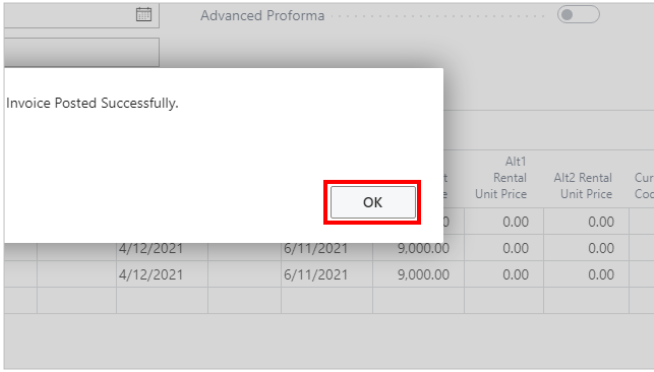 Advanced Proforma
Invoice Posted Successfully.
OK
Alt1
Rental
Unit Price
Alt2 Rental
Unit Price
0.00 0.00
4/12/2021 6/11/2021 9,000.00 0.00 0.00
4/12/2021 6/11/2021 9,000.00 0.00 0.00